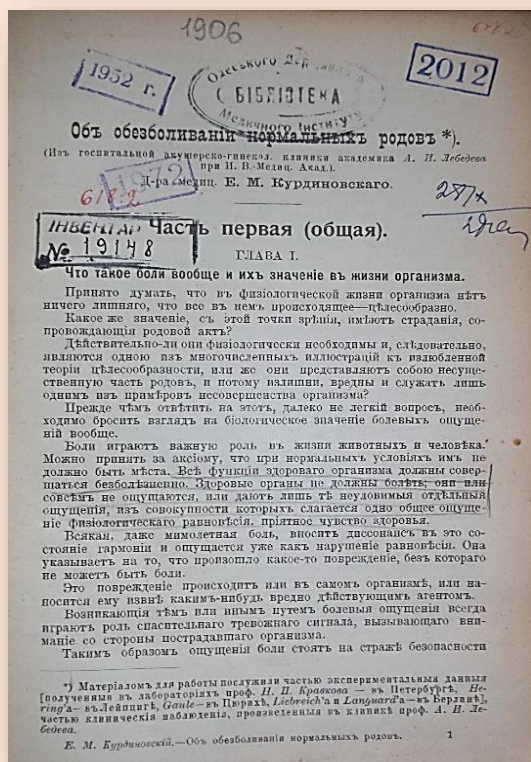 1906
1952 г.
Одеського Держ
БІБЛІОТЕКА
Медичного Інституту
2012
Объ обезболиваніи нормальныхъ родовъ *).
(Изъ госпитальной акушерско-гинекол. клиники академика А. И. Лебедева
при И. В.-Медиц. Акад.).
1972
Д-ра медиц. Е. М. Курдиновскаго.
618.2
ІНВЕНТАР
№ 19148
Часть первая (общая).
ГЛАВА I.
Что такое боли вообще и ихъ значеніе въ жизни организма.
Принято думать, что въ физіологической жизни организма нѣтъ
ничего лишняго, что все въ немъ происходящее—цѣлесообразно.
Какое же значеніе, съ этой точки зрѣнія, имѣютъ страданія, со-
провождающія родовой актъ?
Дѣйствительно-ли они физіологически необходимы и, слѣдовательно,
являются одною изъ многочисленныхъ иллюстрацій къ излюбленной
теоріи цѣлесообразности, или же они представляютъ собою несуще-
ственную часть родовъ, и потому излишни, вредны и служатъ лишь
однимъ изъ примѣровъ несовершенства организма?
Прежде чѣмъ отвѣтить на этотъ, далеко не легкій вопросъ, необ-
ходимо бросить взглядъ на біологическое значеніе болевыхъ ощуще-
ній вообще.
Боли играютъ важную роль въ жизни животныхъ и человѣка.
Можно принять за аксіому, что при нормальныхъ условіяхъ имъ не
должно быть мѣста. Всѣ функціи здороваго организма должны совер-
шаться безболѣзненно. Здоровые органы не должны болѣть; они или
совсѣмъ не ощущаются, или даютъ лишь тѣ неуловимыя отдѣльныя
ощущенія, изъ совокупности которыхъ слагается одно общее ощуще-
ніе физіологическаго равновѣсія, пріятное чувство здоровья.
Всякая, даже мимолетная боль, вноситъ диссонансъ въ это со-
стояніе гармоніи и ощущается уже какъ нарушеніе равновѣсія. Она
указываетъ на то, что произошло какое-то поврежденіе, безъ котораго
не можетъ быть боли.
Это поврежденіе происходитъ или въ самомъ организмѣ, или на-
носится ему извнѣ какимъ-нибудь вредно дѣйствующимъ агентомъ.
Возникающія тѣмъ или инымъ путемъ болевыя ощущенія всегда
играютъ роль спасительнаго тревожнаго сигнала, вызывающаго вни-
маніе со стороны пострадавшаго организма.
Такимъ образомъ ощущенія боли стоятъ на стражѣ безопасности
*) Матеріаломъ для работы послужили частью экспериментальныя данныя
[полученныя въ лабораторіяхъ проф. Н. П. Кравкова — въ Петербургѣ, He-
ring'a— въ Лейпцигѣ, Gaule—въ Цюрихѣ, Liebreich'a и Languard'a—въ Берлинѣ],
частью клиническія наблюденія, произведенныя въ клиникѣ проф. А. И. Ле-
бедева.
Е. М. Курдиновскій.—Объ обезболиваніи нормальныхъ родовъ. 1